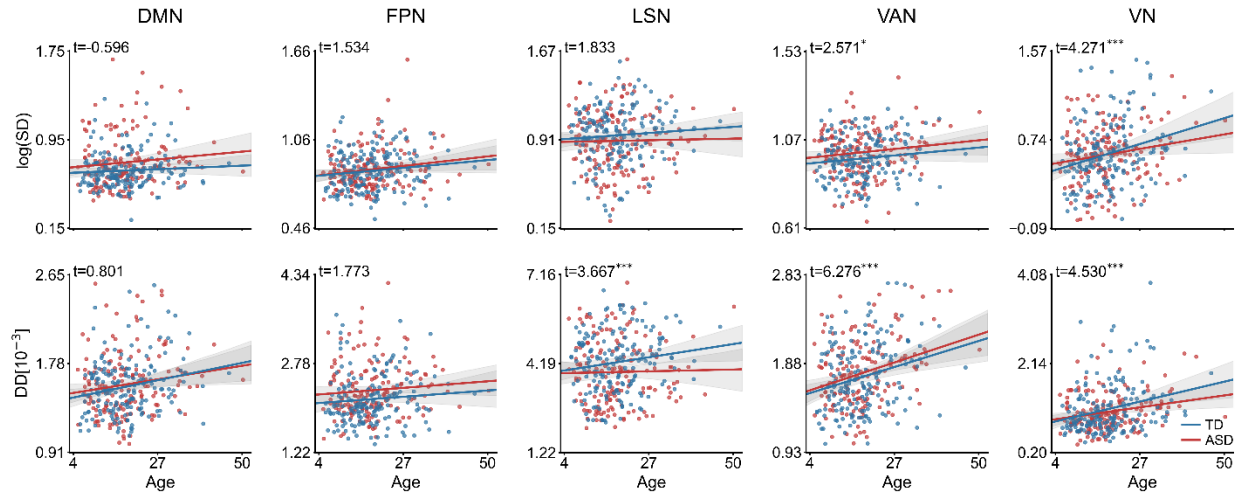 DMN FPN LSN VAN VN
t=-0.596 t=1.534 t=1.833 t=2.571* t=4.271***
1.75 1.66 1.67 1.53 1.57
log(SD)
0.95 1.06 0.91 1.07 0.74
0.15 0.46 0.15 0.61 −0.09
t=0.801 t=1.773 t=3.667*** t=6.276*** t=4.530***
2.65 4.34 7.16 2.83 4.08
DD[10⁻³]
1.78 2.78 4.19 1.88 2.14
TD
ASD
0.91 1.22 1.22 0.93 0.20
4 27 50 4 27 50 4 27 50 4 27 50 4 27 50
Age Age Age Age Age